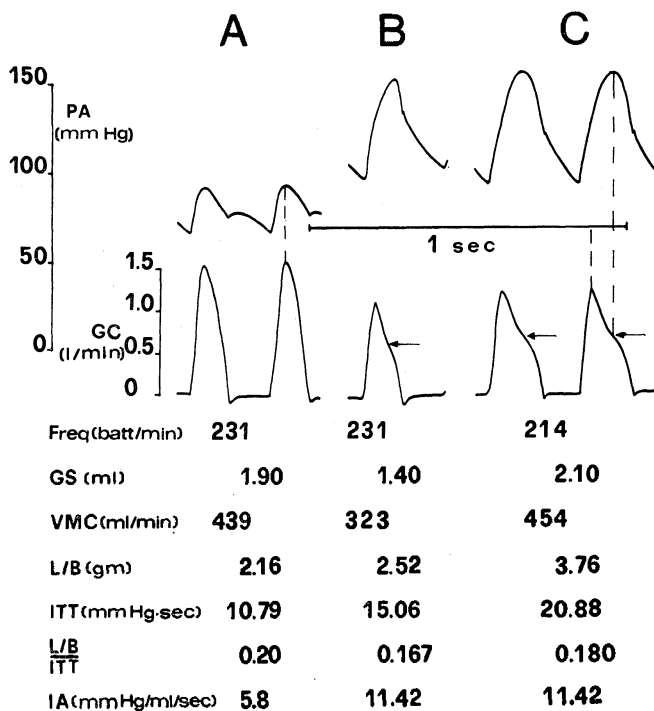 A B C
150
PA
(mm Hg)
100
50
1 sec
1.5
1.0
GC
(l/min)
0 0.5
0
Freq(batt/min) 231 231 214
GS (ml) 1.90 1.40 2.10
VMC(ml/min) 439 323 454
L/B(gm) 2.16 2.52 3.76
ITT(mmHg·sec) 10.79 15.06 20.88
L/B
ITT 0.20 0.167 0.180
IA(mmHg/ml/sec) 5.8 11.42 11.42